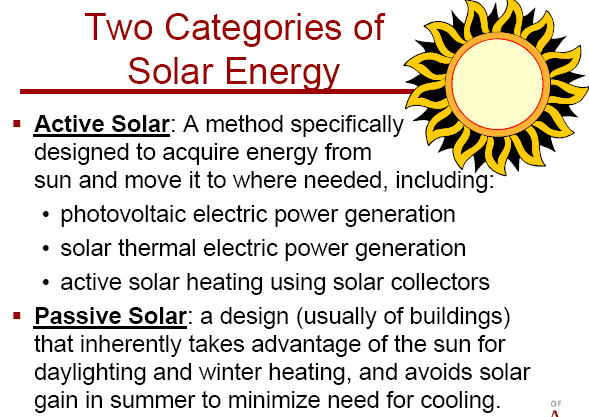 Two Categories of
Solar Energy
▪ Active Solar: A method specifically
designed to acquire energy from
sun and move it to where needed, including:
• photovoltaic electric power generation
• solar thermal electric power generation
• active solar heating using solar collectors
▪ Passive Solar: a design (usually of buildings)
that inherently takes advantage of the sun for
daylighting and winter heating, and avoids solar
gain in summer to minimize need for cooling.
OF